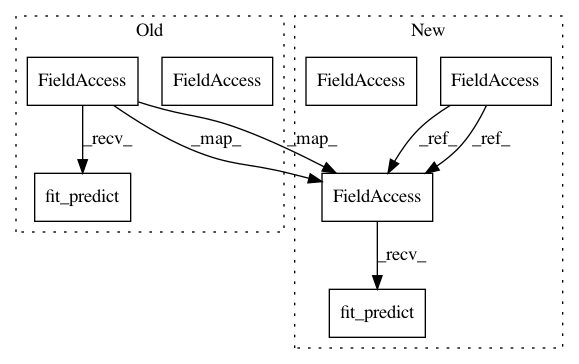 Old
New
FieldAccess
FieldAccess
FieldAccess
FieldAccess
_recv_
_map_
_map_
_ref_
_ref_
fit_predict
FieldAccess
_recv_
fit_predict